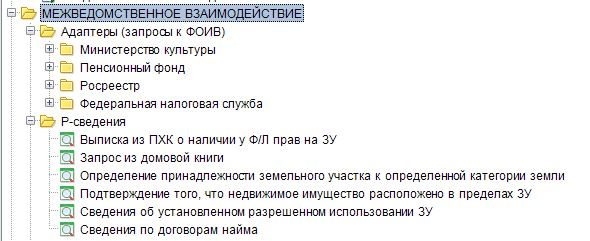 МЕЖВЕДОМСТВЕННОЕ ВЗАИМОДЕЙСТВИЕ
Адаптеры (запросы к ФОИВ)
Министерство культуры
Пенсионный фонд
Росреестр
Федеральная налоговая служба
Р-сведения
Выписка из ПХК о наличии у Ф/Л прав на ЗУ
Запрос из домовой книги
Определение принадлежности земельного участка к определенной категории земли
Подтверждение того, что недвижимое имущество расположено в пределах ЗУ
Сведения об установленном разрешенном использовании ЗУ
Сведения по договорам найма